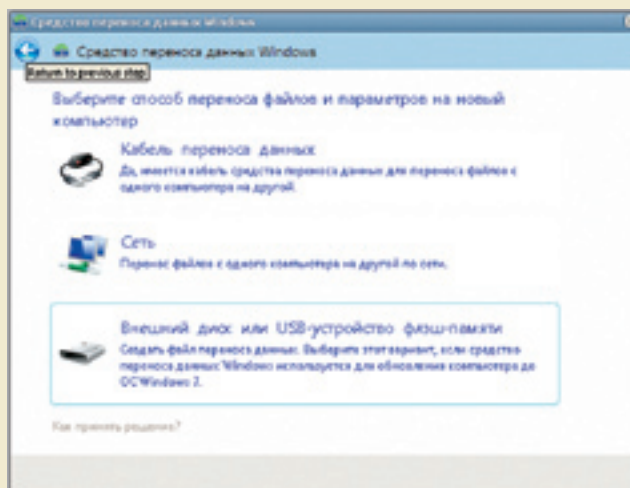 Средство переноса данных Windows
Средство переноса данных Windows
Return to previous step
Выберите способ переноса файлов и параметров на новый
компьютер
Кабель переноса данных
Да, имеется кабель средства переноса данных для переноса файлов с
одного компьютера на другой.
Сеть
Перенос файлов с одного компьютера на другой по сети.
Внешний диск или USB-устройство флэш-памяти
Создать файл переноса данных. Выберите этот вариант, если средство
переноса данных Windows используется для обновления компьютера до
ОС Windows 7.
Как принять решение?